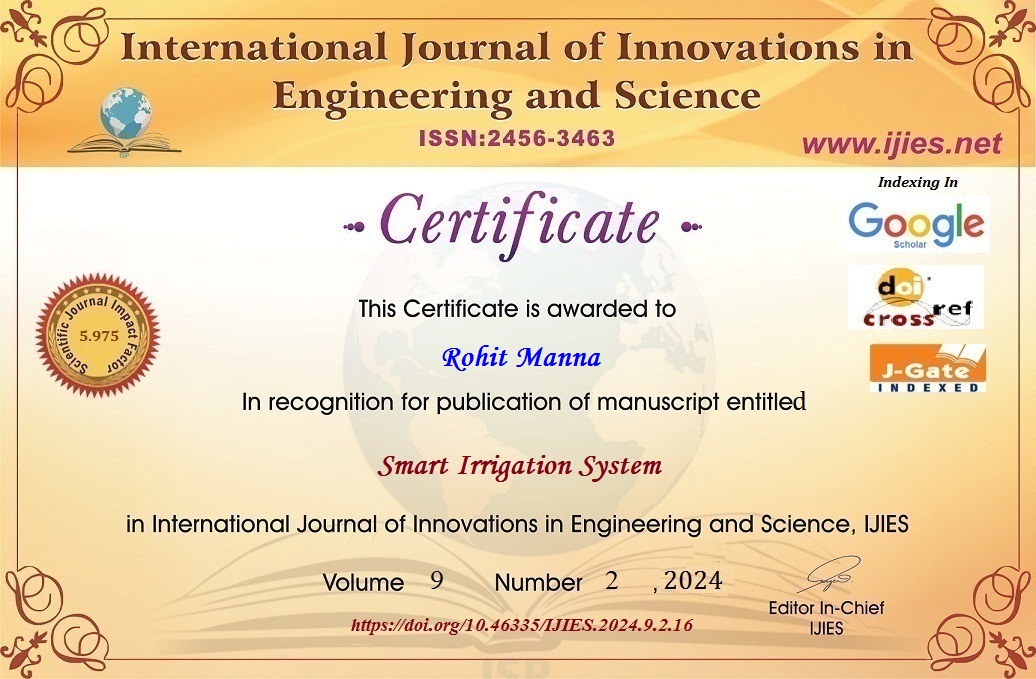 International Journal of Innovations in
Engineering and Science
ISSN:2456-3463
www.ijies.net
ISP
Indexing In
Google
Scholar
doi
cross ref
J-Gate
INDEXED
Certificate
Scientific Journal Impact Factor
5.975
This Certificate is awarded to
Rohit Manna
In recognition for publication of manuscript entitled
Smart Irrigation System
in International Journal of Innovations in Engineering and Science, IJIES
Volume 9 Number 2 , 2024
https://doi.org/10.46335/IJIES.2024.9.2.16
Editor In-Chief
IJIES
ISP